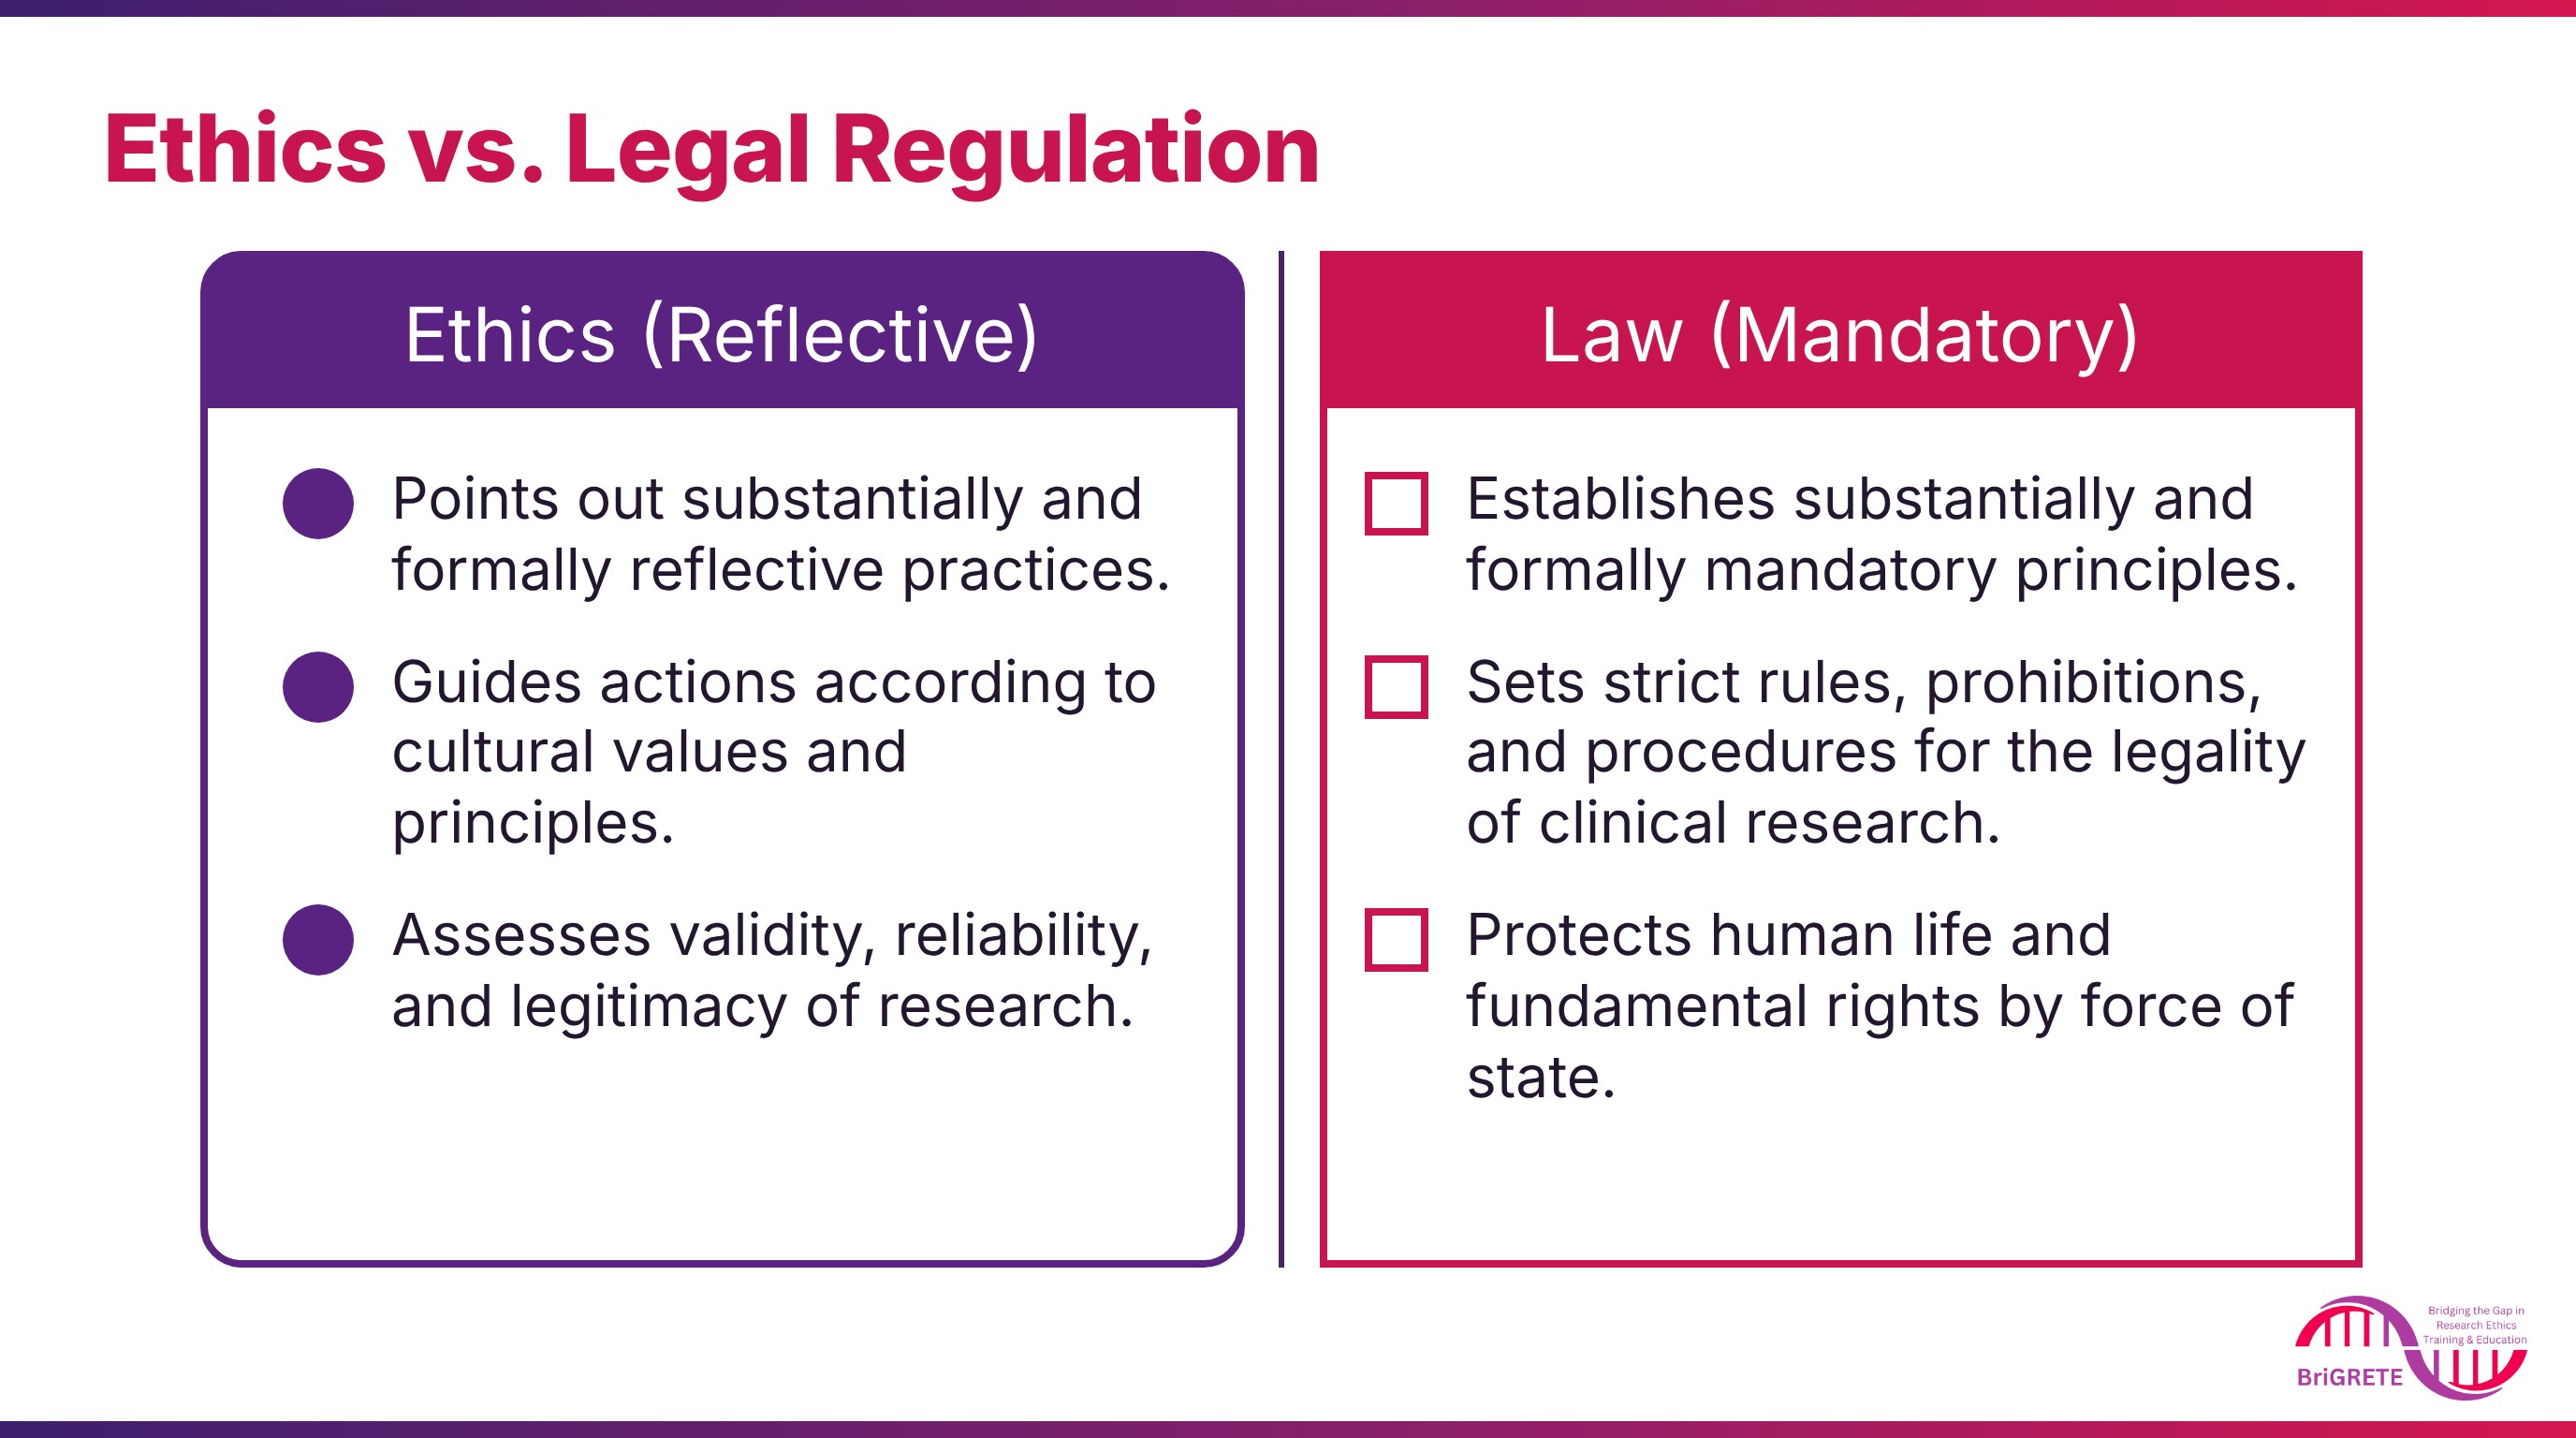 Ethics vs. Legal Regulation
Ethics (Reflective)
Points out substantially and
formally reflective practices.
Guides actions according to
cultural values and
principles.
Assesses validity, reliability,
and legitimacy of research.
Law (Mandatory)
Establishes substantially and
formally mandatory principles.
Sets strict rules, prohibitions,
and procedures for the legality
of clinical research.
Protects human life and
fundamental rights by force of
state.
Bridging the Gap in
Research Ethics
Training & Education
BriGRETE